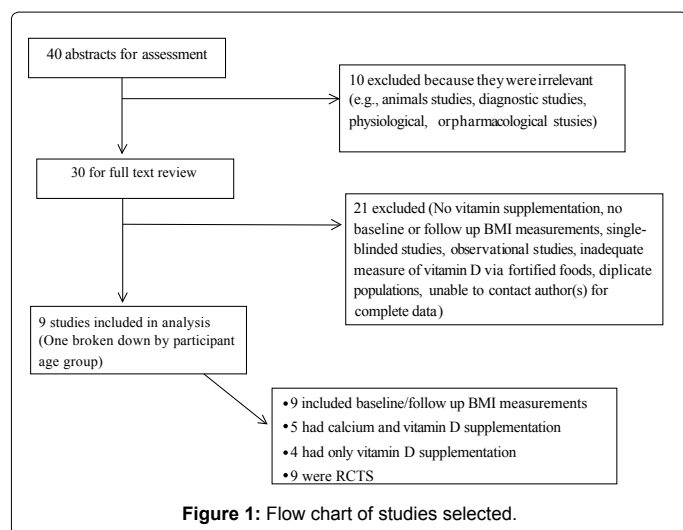 40 abstracts for assessment
10 excluded because they were irrelevant
(e.g., animals studies, diagnostic studies,
physiological, orpharmacological stusies)
30 for full text review
21 excluded (No vitamin supplementation, no
baseline or follow up BMI measurements, single-
blinded studies, observational studies, inadequate
measure of vitamin D via fortified foods, diplicate
populations, unable to contact author(s) for
complete data)
9 studies included in analysis
(One broken down by participant
age group)
•9 included baseline/follow up BMI measurements
•5 had calcium and vitamin D supplementation
•4 had only vitamin D supplementation
•9 were RCTS
Figure 1: Flow chart of studies selected.